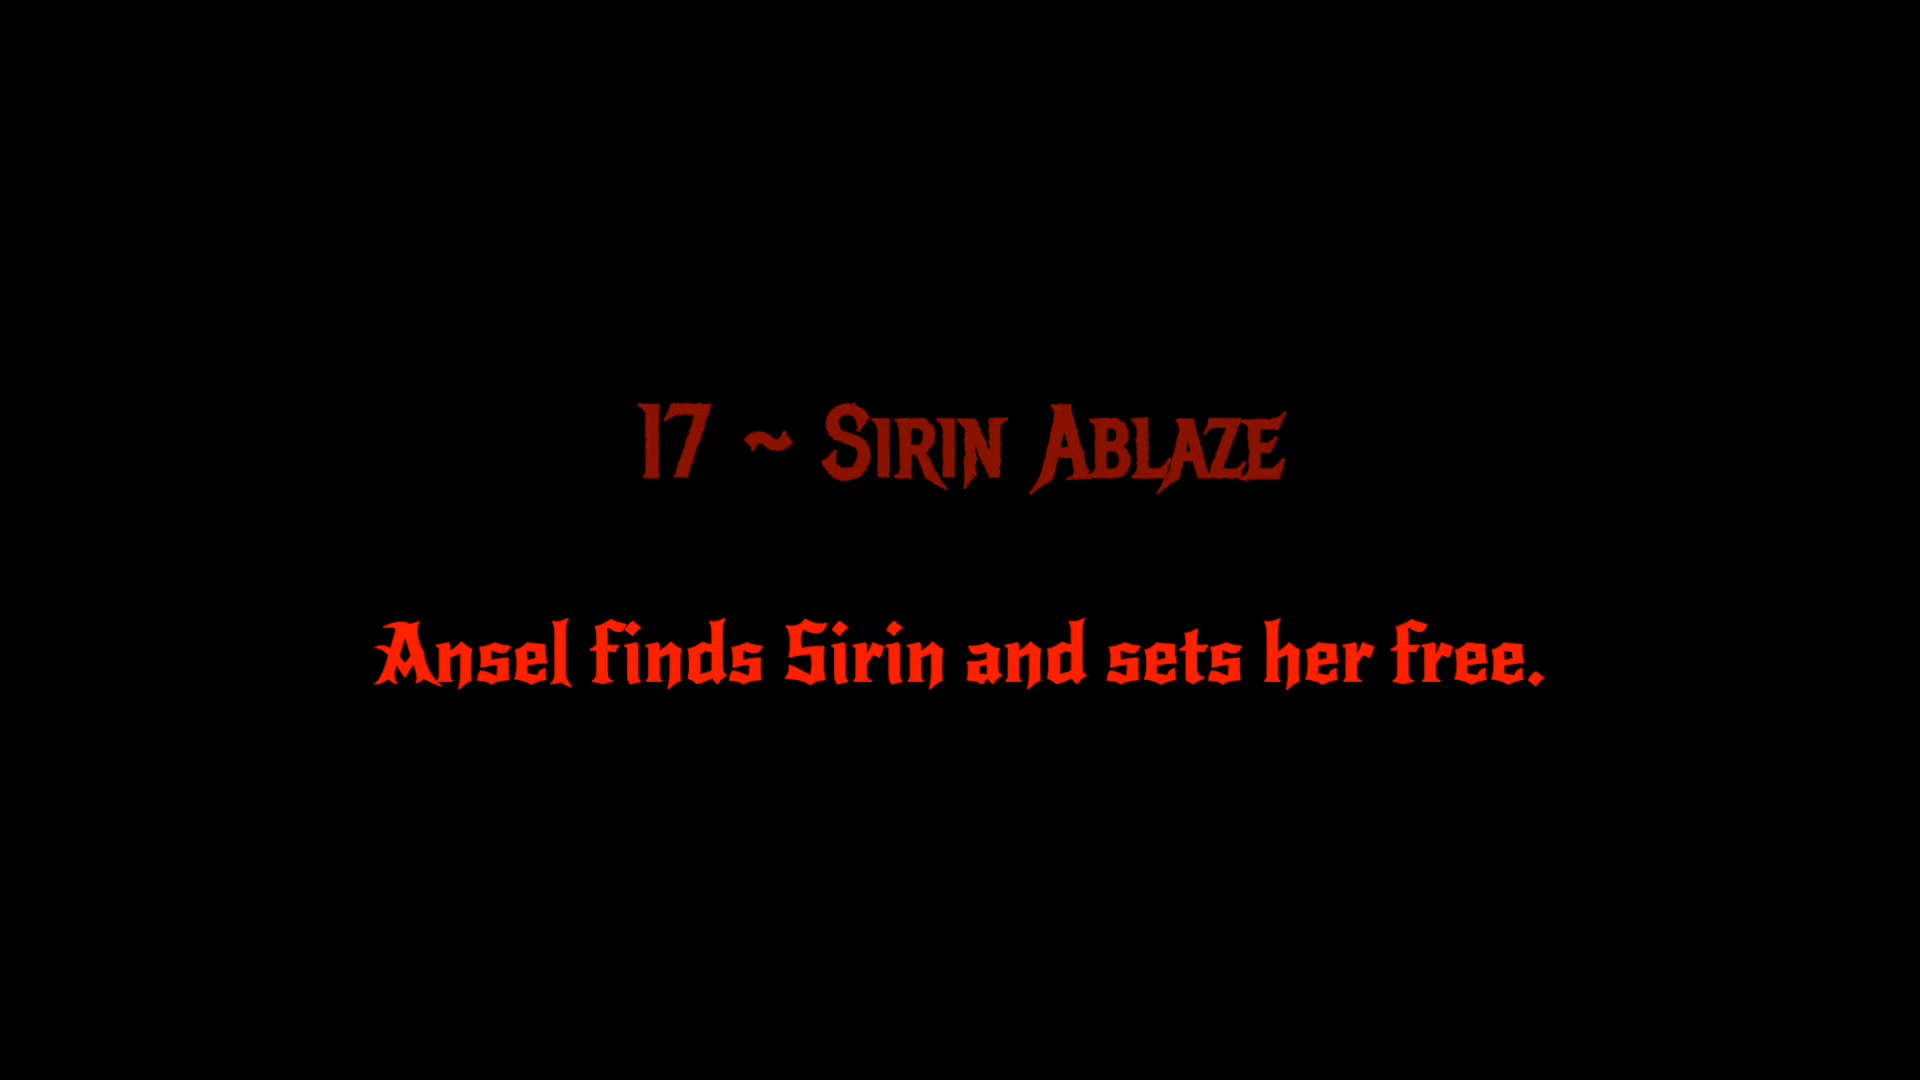 17 ~ Sirin Ablaze
Ansel finds Sirin and sets her free.